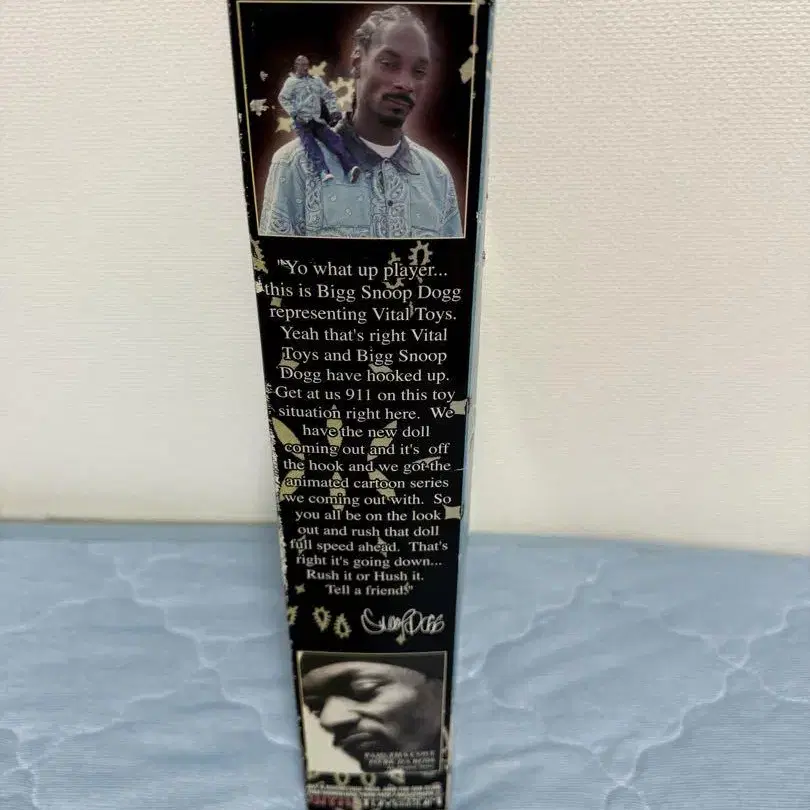 "Yo what up player...
this is Bigg Snoop Dogg
representing Vital Toys.
Yeah that's right Vital
Toys and Bigg Snoop
Dogg have hooked up.
Get at us 911 on this toy
situation right here. We
have the new doll
coming out and it's off
the hook and we got the
animated cartoon series
we coming out with. So
you all be on the look
out and rush that doll
full speed ahead. That's
right it's going down...
Rush it or Hush it.
Tell a friend!"
Snoop Dogg